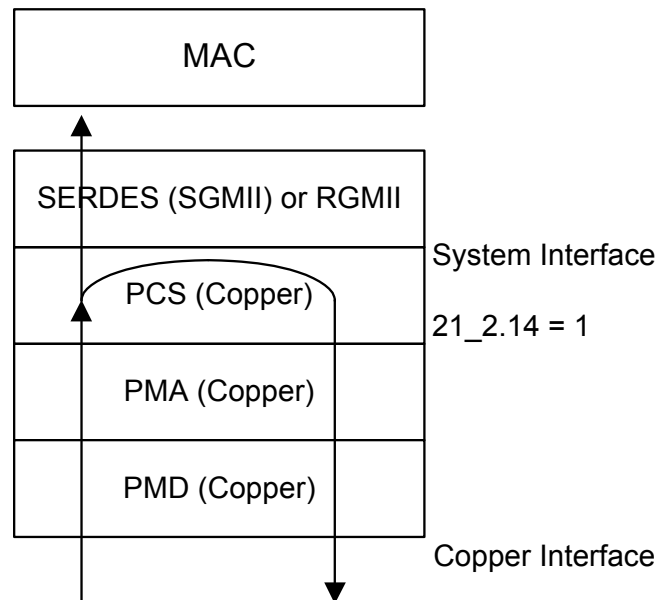 MAC
SERDES (SGMII) or RGMII
System Interface
PCS (Copper)
21_2.14 = 1
PMA (Copper)
PMD (Copper)
Copper Interface